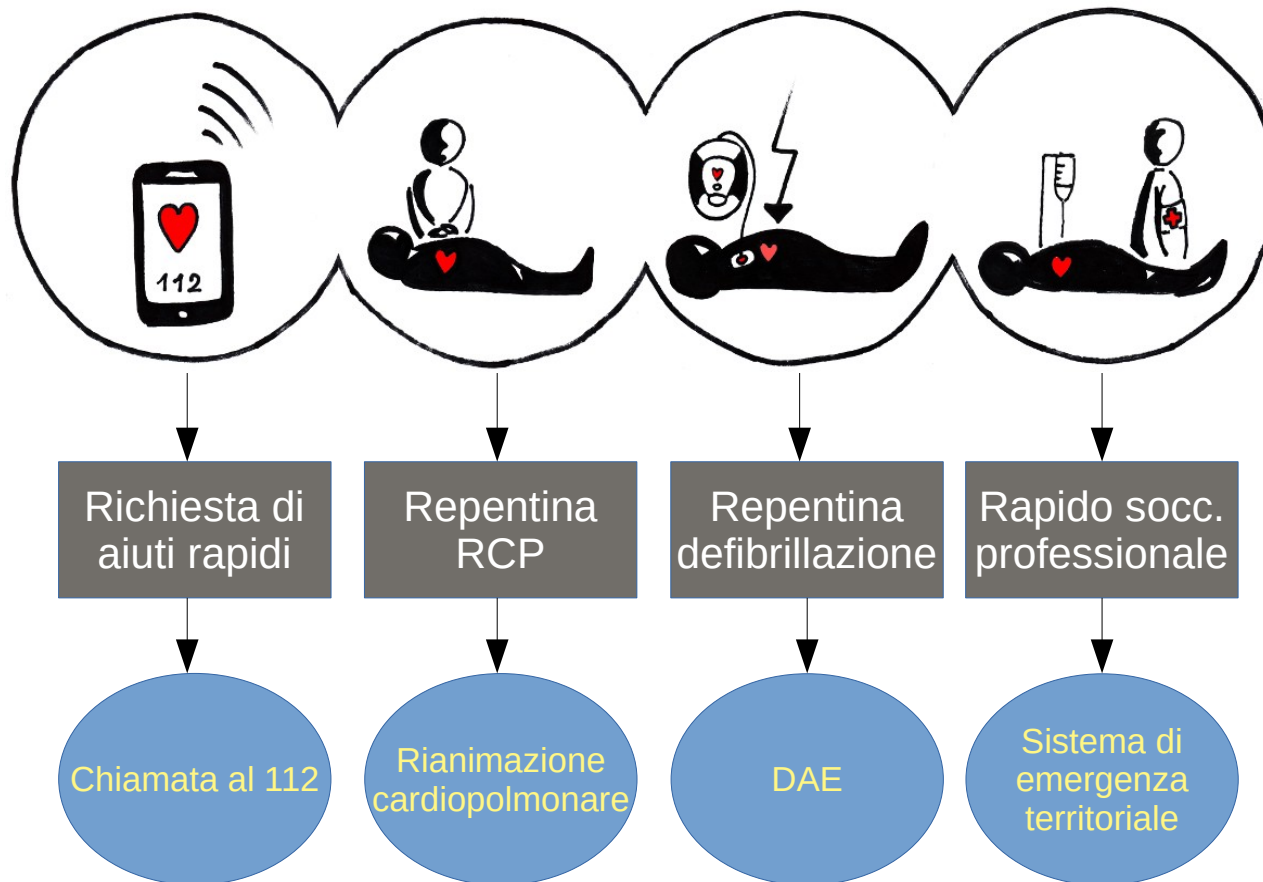 112
Richiesta di
aiuti rapidi
Repentina
RCP
Repentina
defibrillazione
Rapido socc.
professionale
Chiamata al 112
Rianimazione
cardiopolmonare
DAE
Sistema di
emergenza
territoriale